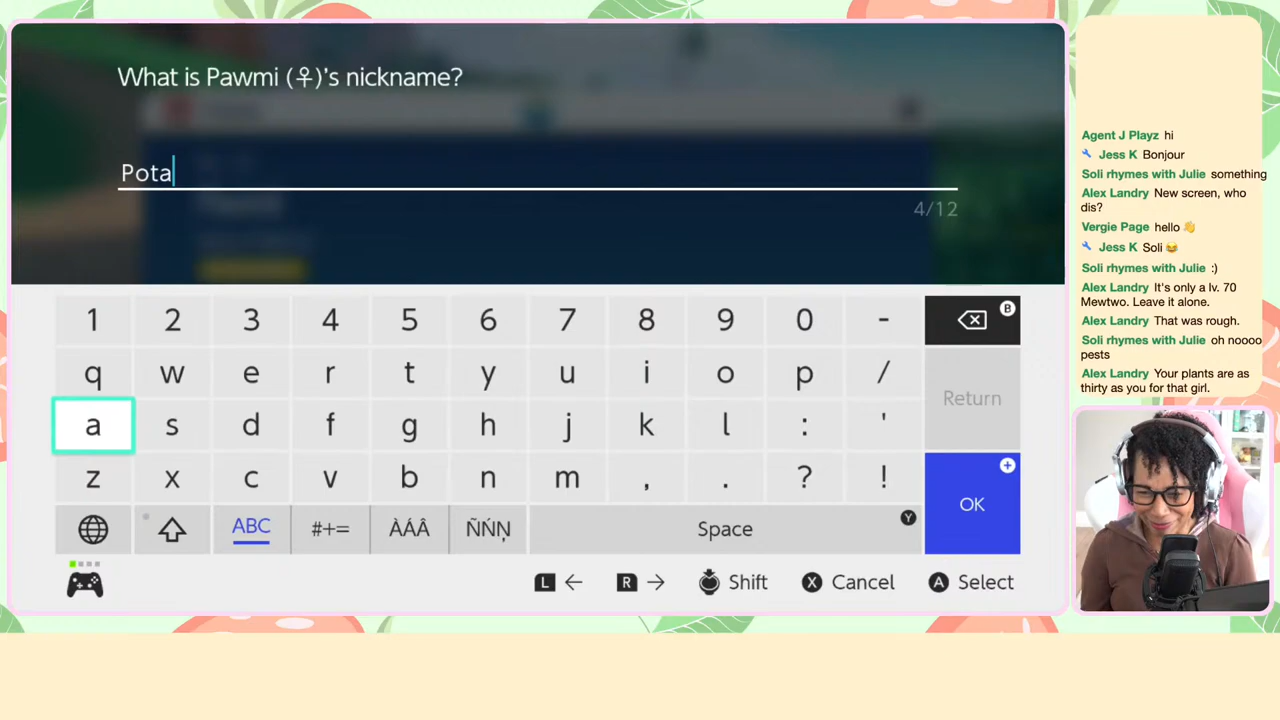 What is Pawmi (♀)'s nickname?
Pota
4/12
1 2 3 4 5 6 7 8 9 0 -
B
q w e r t y u i o p /
Return
a s d f g h j k l : '
z x c v b n m , . ? !
+
OK
ABC #+= ÀÁÂ ÑŃŅ Space
Y
L ← R → Shift X Cancel A Select
Agent J Playz hi
Jess K Bonjour
Soli rhymes with Julie something
Alex Landry New screen, who
dis?
Vergie Page hello 👋
Jess K Soli 😂
Soli rhymes with Julie :)
Alex Landry It's only a lv. 70
Mewtwo. Leave it alone.
Alex Landry That was rough.
Soli rhymes with Julie oh noooo
pests
Alex Landry Your plants are as
thirty as you for that girl.